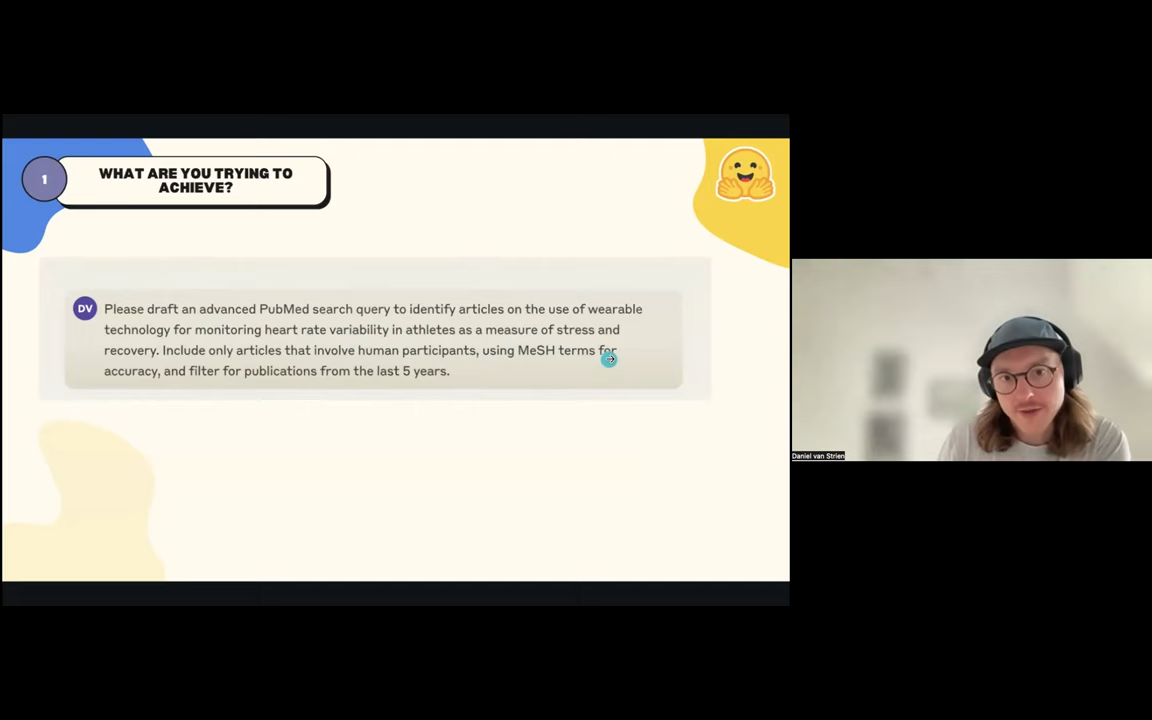 1
WHAT ARE YOU TRYING TO
ACHIEVE?
DV
Please draft an advanced PubMed search query to identify articles on the use of wearable
technology for monitoring heart rate variability in athletes as a measure of stress and
recovery. Include only articles that involve human participants, using MeSH terms for
accuracy, and filter for publications from the last 5 years.
Daniel van Strien